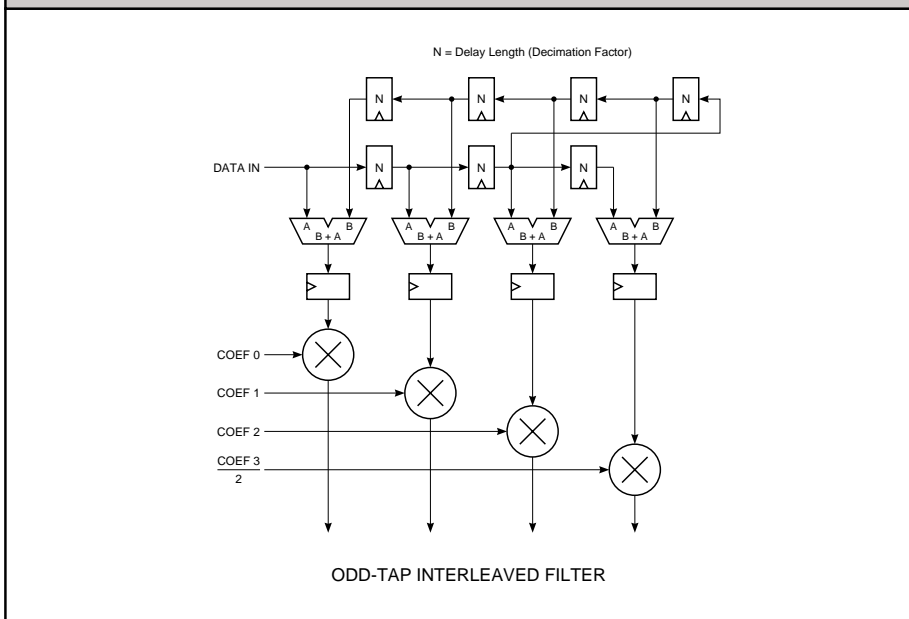 N = Delay Length (Decimation Factor)
N N N N
DATA IN N N N
A B A B A B A B
B + A B + A B + A B + A
COEF 0
COEF 1
COEF 2
COEF 3
2
ODD-TAP INTERLEAVED FILTER